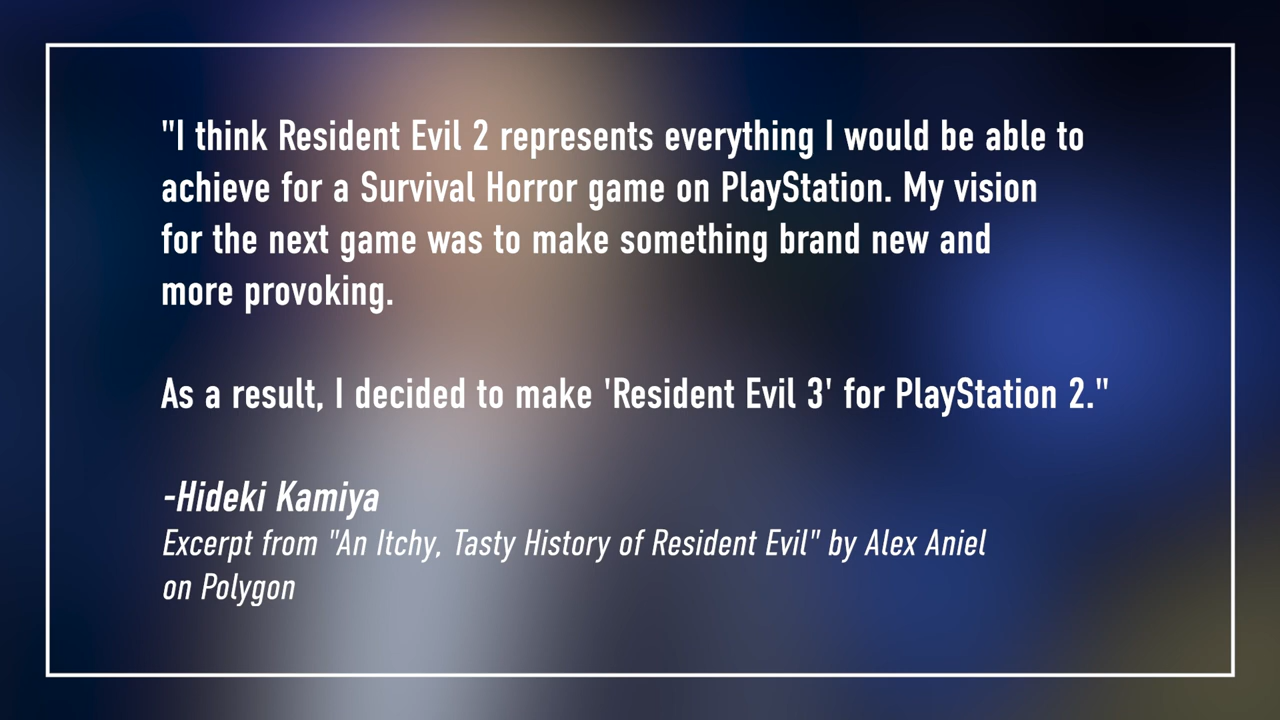 "I think Resident Evil 2 represents everything I would be able to
achieve for a Survival Horror game on PlayStation. My vision
for the next game was to make something brand new and
more provoking.
As a result, I decided to make 'Resident Evil 3' for PlayStation 2."
-Hideki Kamiya
Excerpt from "An Itchy, Tasty History of Resident Evil" by Alex Aniel
on Polygon